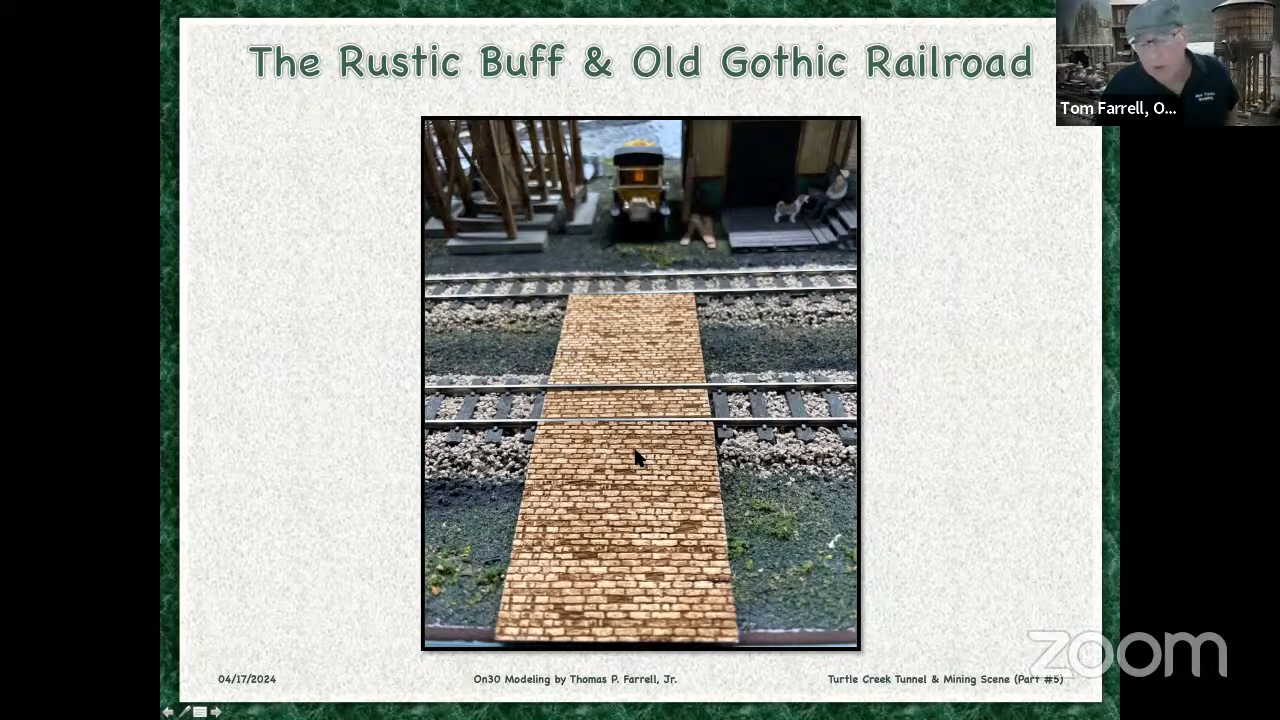 The Rustic Buff & Old Gothic Railroad
Tom Farrell, O...
zoom
04/17/2024
On30 Modeling by Thomas P. Farrell, Jr.
Turtle Creek Tunnel & Mining Scene (Part #5)